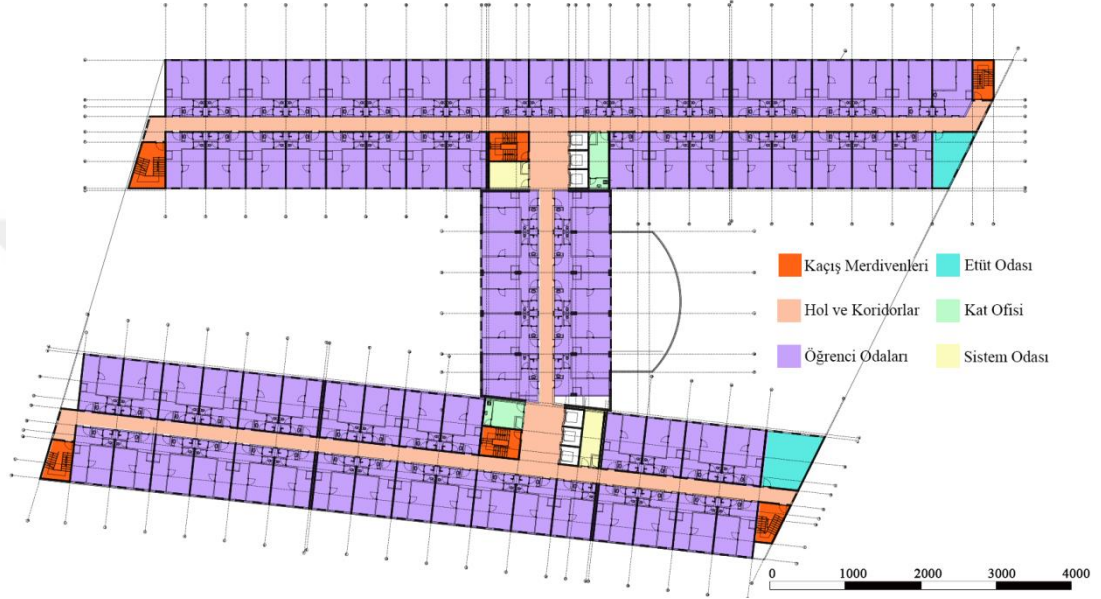 Kaçış Merdivenleri
Etüt Odası
Hol ve Koridorlar
Kat Ofisi
Öğrenci Odaları
Sistem Odası
0 1000 2000 3000 4000